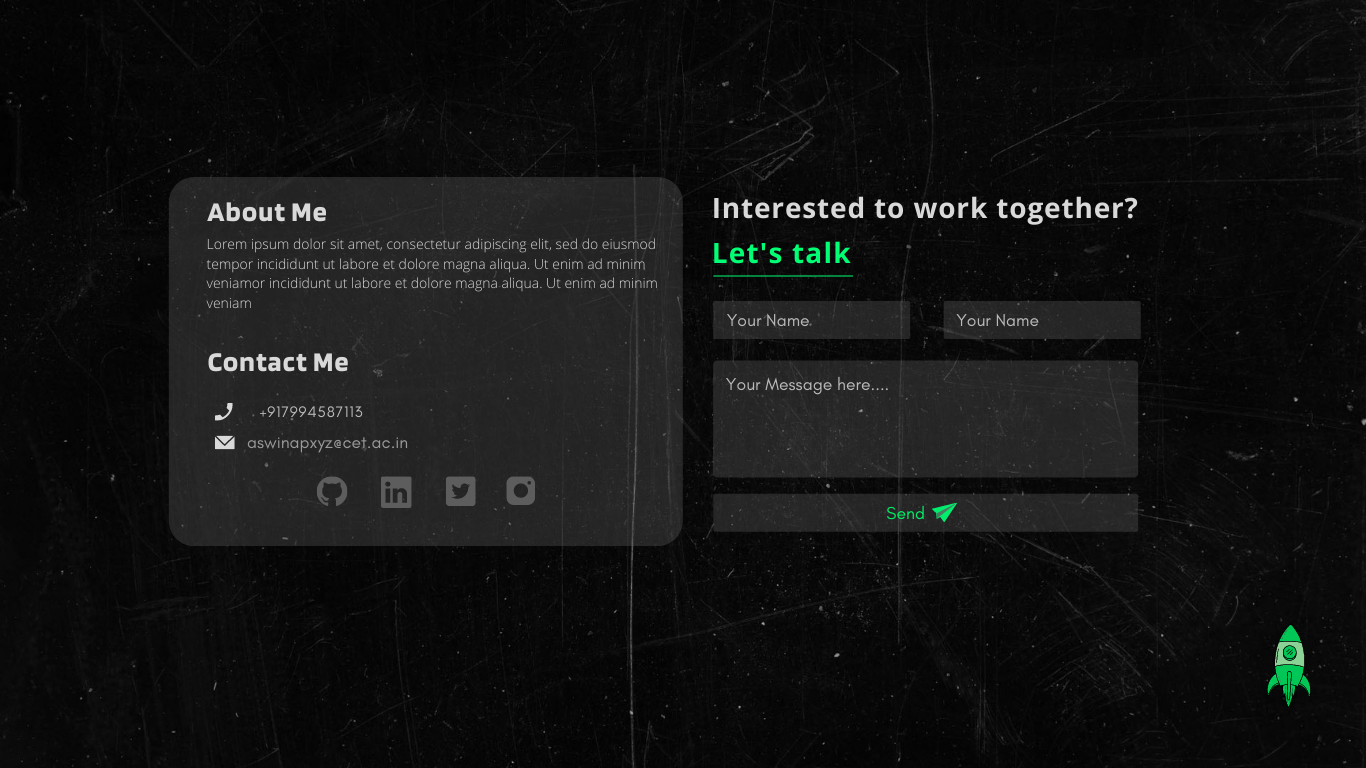 About Me
Lorem ipsum dolor sit amet, consectetur adipiscing elit, sed do eiusmod
tempor incididunt ut labore et dolore magna aliqua. Ut enim ad minim
veniamor incididunt ut labore et dolore magna aliqua. Ut enim ad minim
veniam
Contact Me
+917994587113
aswinapxyz@cet.ac.in
in
Interested to work together?
Let's talk
Your Name
Your Name
Your Message here....
Send